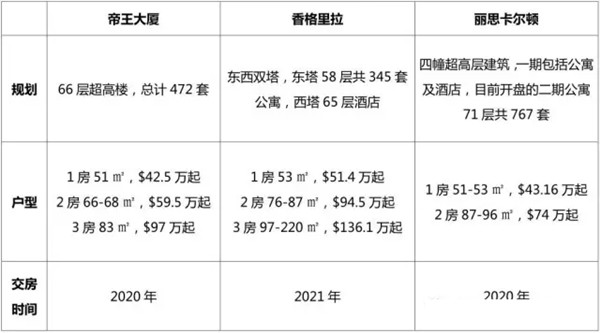 帝王大厦
香格里拉
丽思卡尔顿
规划
66 层超高楼，总计 472 套
东西双塔，东塔 58 层共 345 套
公寓，西塔 65 层酒店
四幢超高层建筑，一期包括公寓
及酒店，目前开盘的二期公寓
71 层共 767 套
户型
1 房 51 ㎡，$42.5 万起
2 房 66-68 ㎡，$59.5 万起
3 房 83 ㎡，$97 万起
1 房 53 ㎡，$51.4 万起
2 房 76-87 ㎡，$94.5 万起
3 房 97-220 ㎡，$136.1 万起
1 房 51-53 ㎡，$43.16 万起
2 房 87-96 ㎡，$74 万起
交房
时间
2020 年
2021 年
2020 年